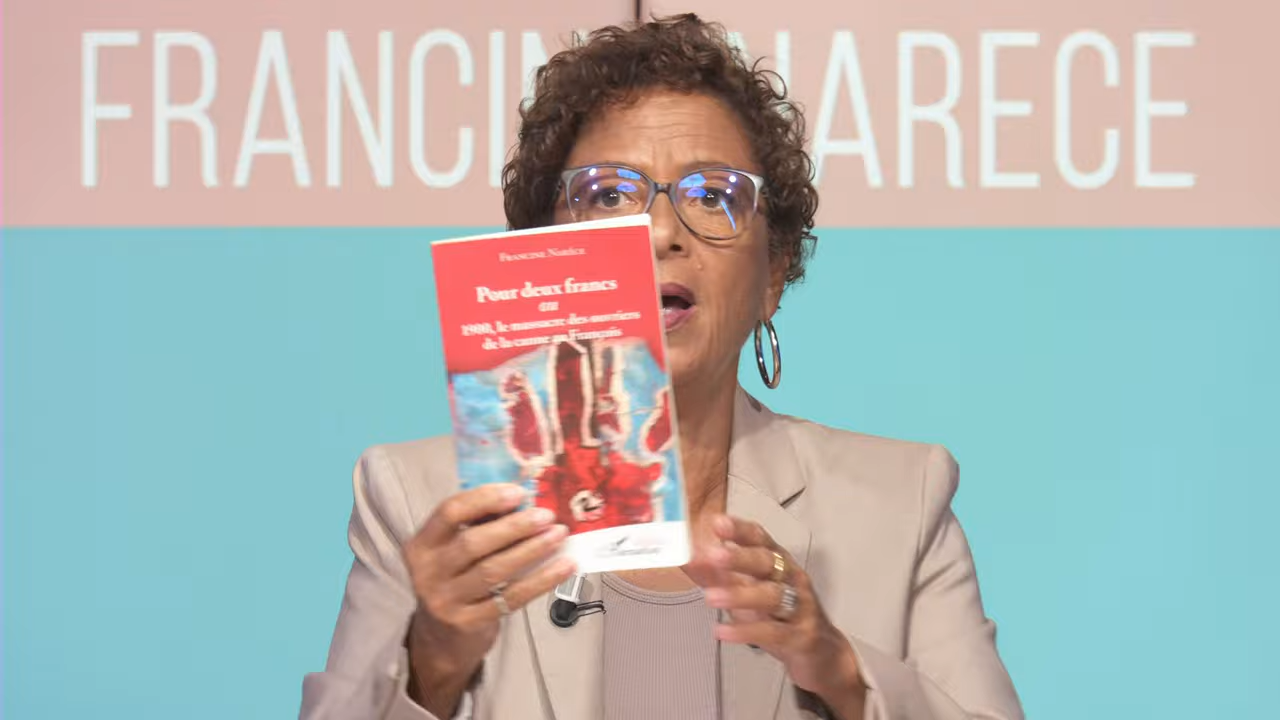 FRANCIN NARECE
FRANCINE Narèce
Pour deux francs
ou
1900, le massacre des ouvriers
de la canne au François